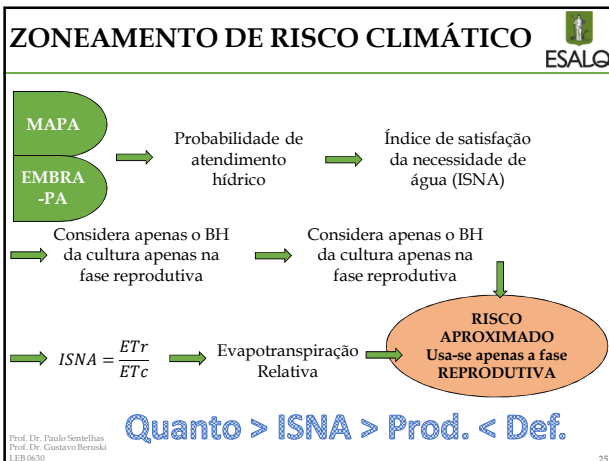 ZONEAMENTO DE RISCO CLIMÁTICO
ESALQ
MAPA
EMBRA
-PA
Probabilidade de
atendimento
hídrico
Índice de satisfação
da necessidade de
água (ISNA)
Considera apenas o BH
da cultura apenas na
fase reprodutiva
Considera apenas o BH
da cultura apenas na
fase reprodutiva
ISNA = ETr / ETc
Evapotranspiração
Relativa
RISCO
APROXIMADO
Usa-se apenas a fase
REPRODUTIVA
Quanto > ISNA > Prod. < Def.
Prof. Dr. Paulo Sentelhas
Prof. Dr. Gustavo Beruski
LEB 0630
25